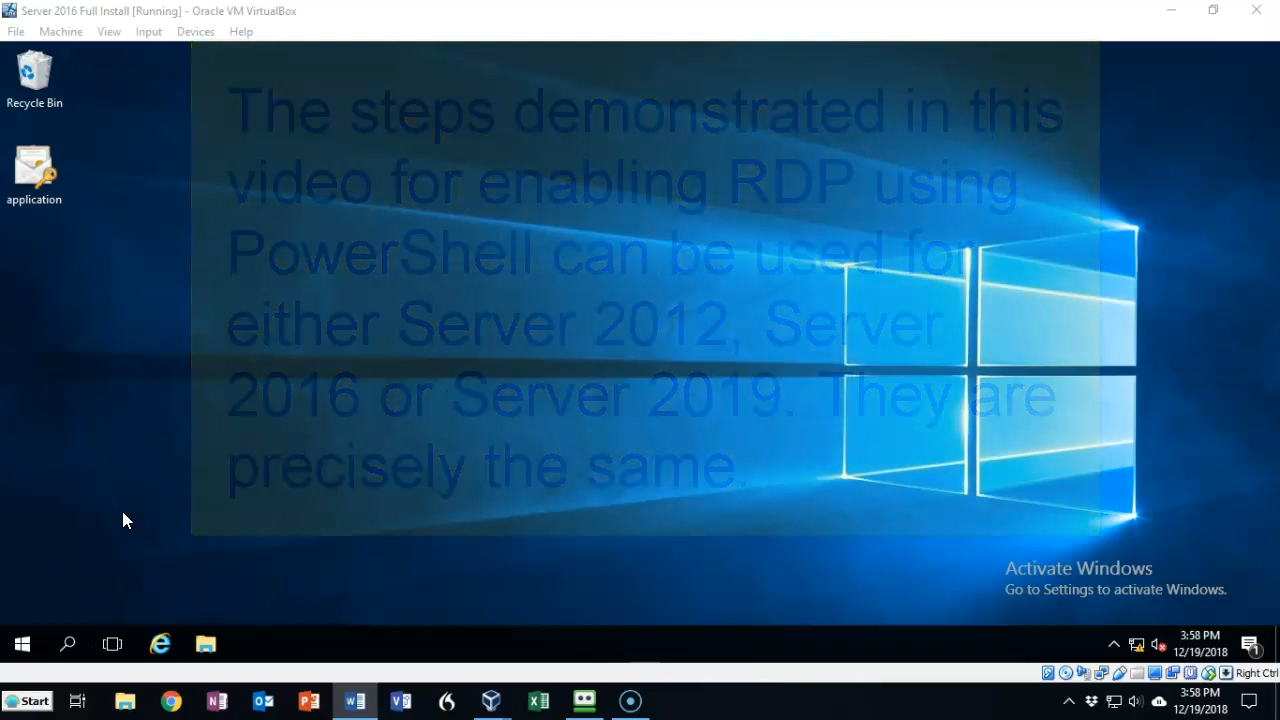 Server 2016 Full Install [Running] - Oracle VM VirtualBox
File Machine View Input Devices Help
Recycle Bin
application
The steps demonstrated in this
video for enabling RDP using
PowerShell can be used for
either Server 2012, Server
2016 or Server 2019. They are
precisely the same.
Activate Windows
Go to Settings to activate Windows.
3:58 PM
12/19/2018
1
Right Ctrl
Start
3:58 PM
12/19/2018